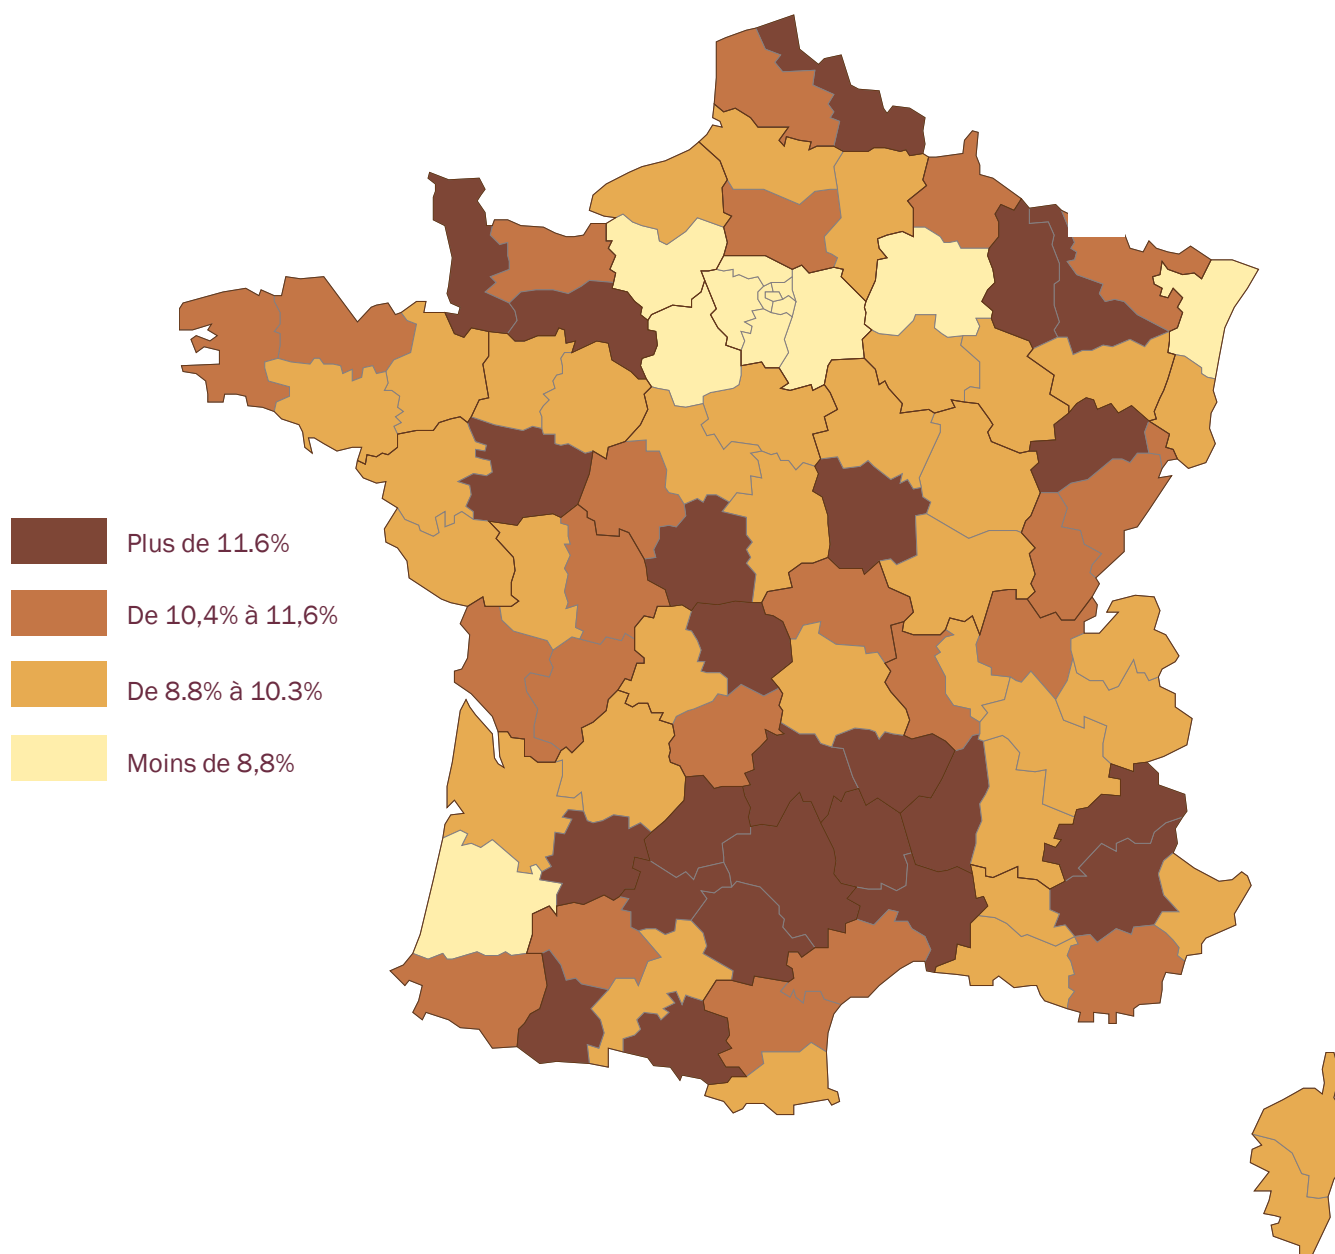 Plus de 11.6%
De 10,4% à 11,6%
De 8.8% à 10.3%
Moins de 8,8%